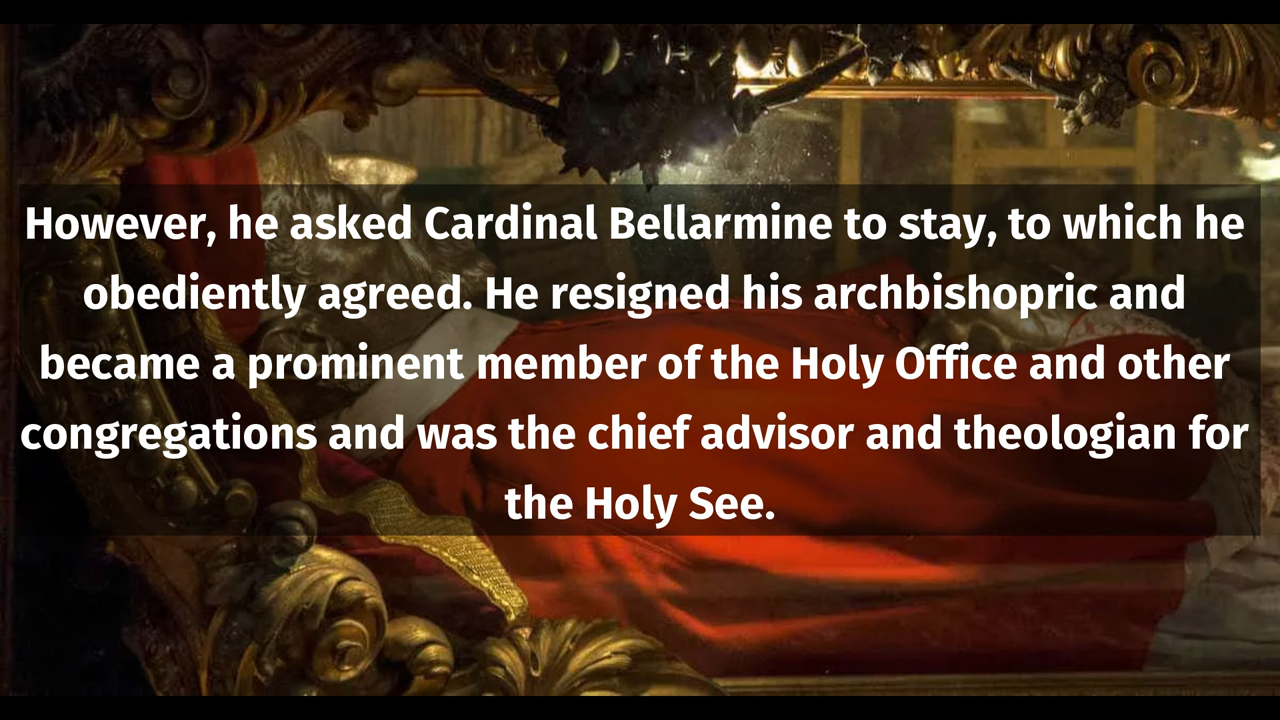 However, he asked Cardinal Bellarmine to stay, to which he
obediently agreed. He resigned his archbishopric and
became a prominent member of the Holy Office and other
congregations and was the chief advisor and theologian for
the Holy See.